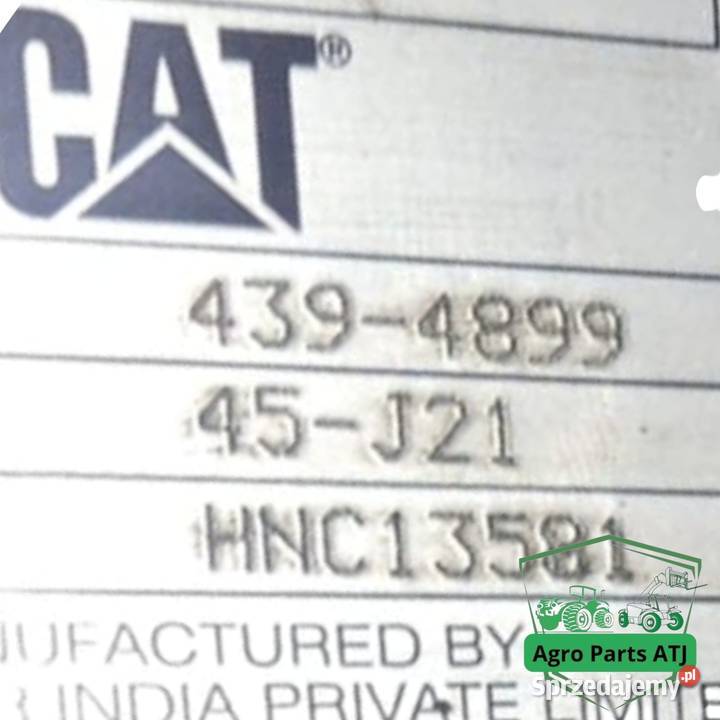 CAT®
439-4899
45-J21
HNC13581
NUFACTURED BY
R INDIA PRIVATE LIMITE
Agro Parts ATJ
Sprzedajemy.pl